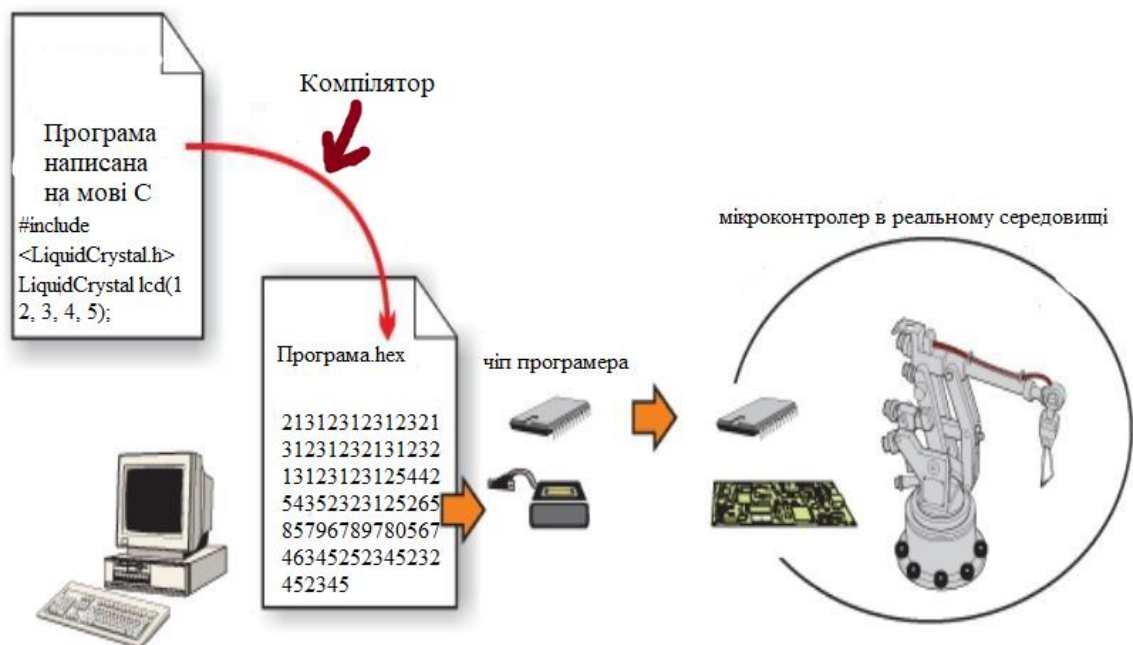 Компілятор
Програма
написана
на мові С
#include
<LiquidCrystal.h>
LiquidCrystal lcd(1
2, 3, 4, 5);
мікроконтролер в реальному середовищі
Програма.hex
чіп програмера
21312312312321
31231232131232
13123123125442
54352323125265
85796789780567
46345252345232
452345